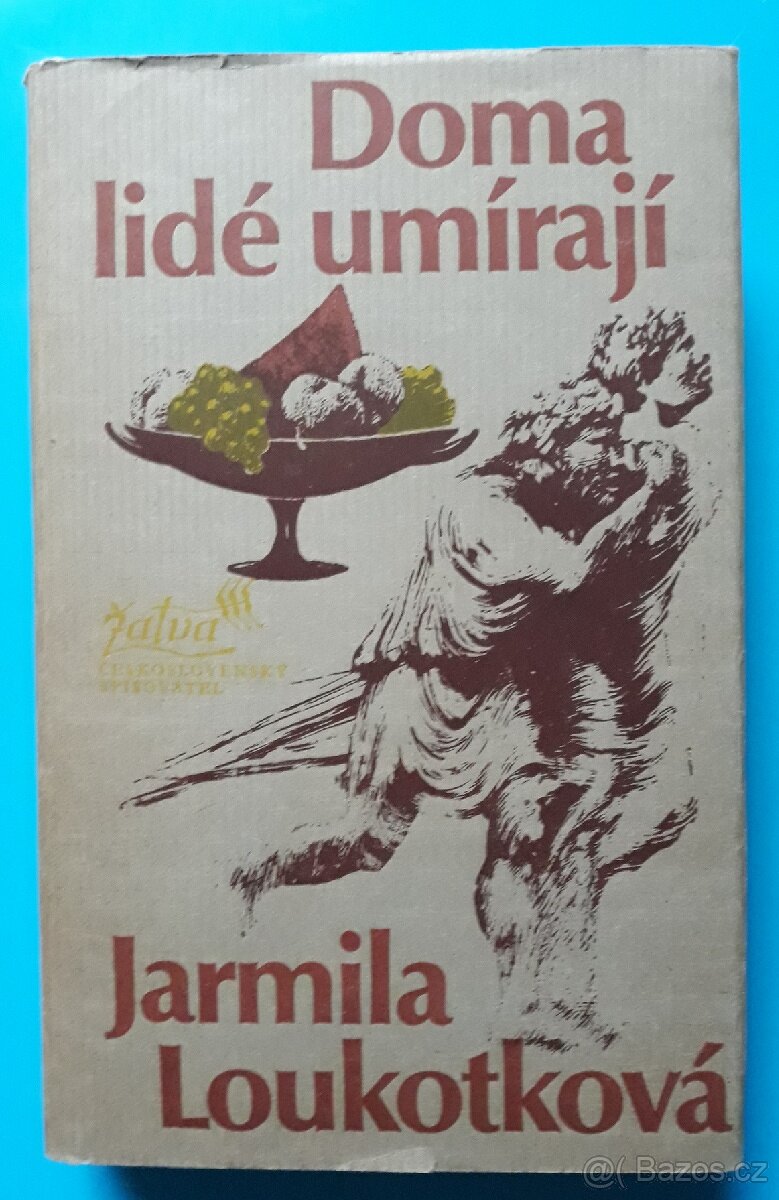 Doma
lidé umírají
Žatva
ČESKOSLOVENSKÝ
SPISOVATEL
Jarmila
Loukotková
@( Bazos.cz